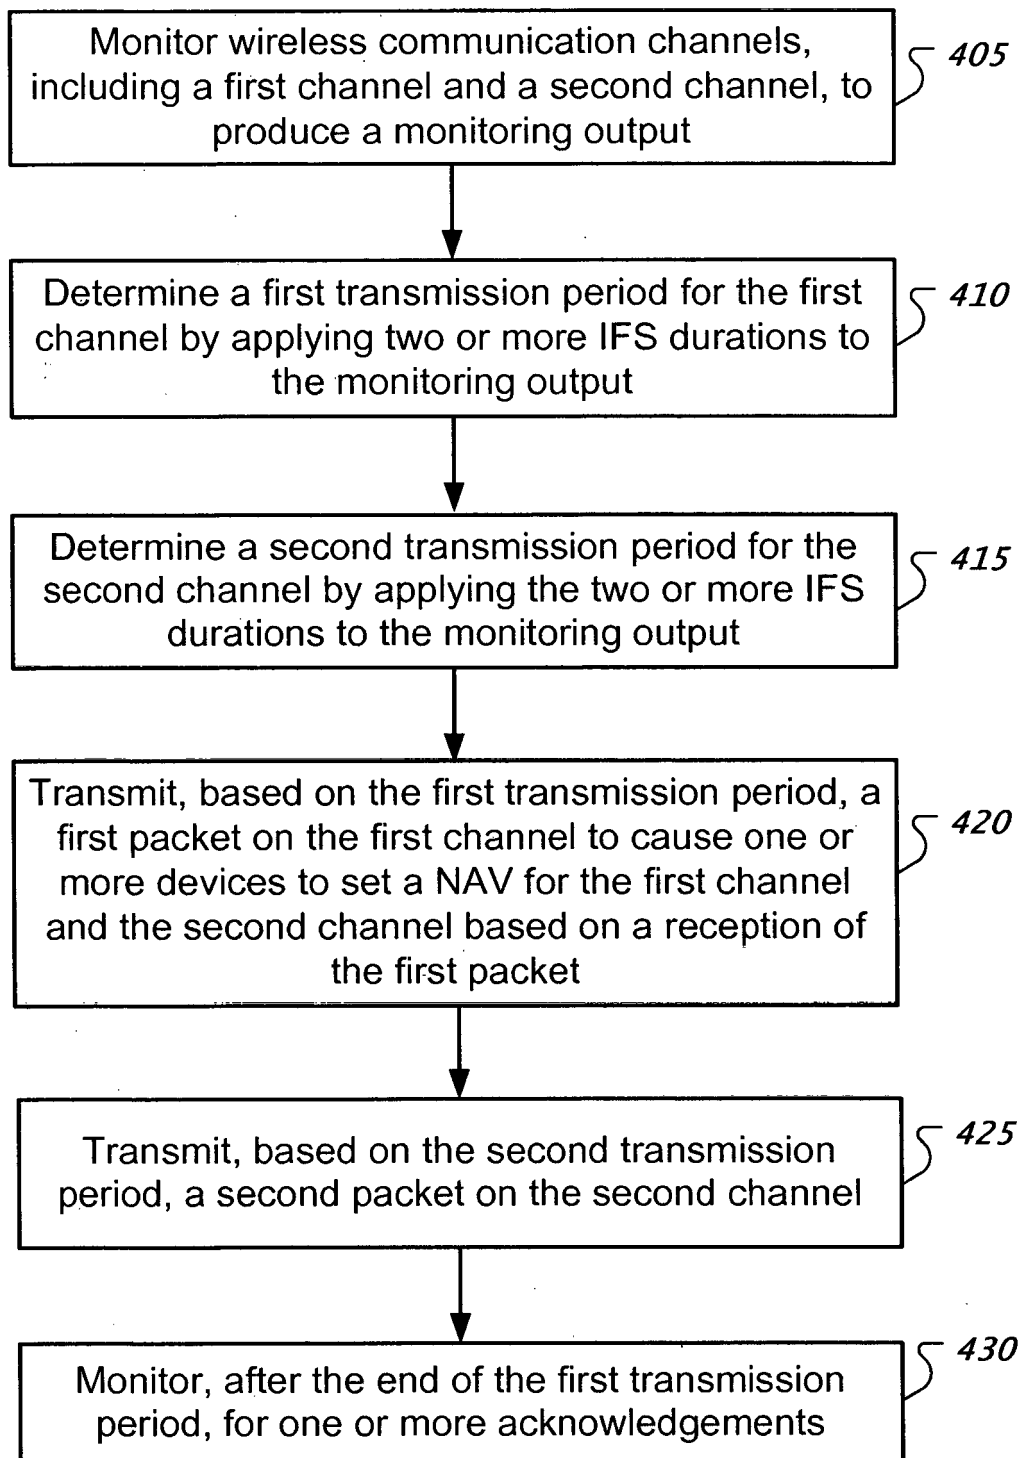 Monitor wireless communication channels,
including a first channel and a second channel, to
produce a monitoring output
405
Determine a first transmission period for the first
channel by applying two or more IFS durations to
the monitoring output
410
Determine a second transmission period for the
second channel by applying the two or more IFS
durations to the monitoring output
415
Transmit, based on the first transmission period, a
first packet on the first channel to cause one or
more devices to set a NAV for the first channel
and the second channel based on a reception of
the first packet
420
Transmit, based on the second transmission
period, a second packet on the second channel
425
Monitor, after the end of the first transmission
period, for one or more acknowledgements
430